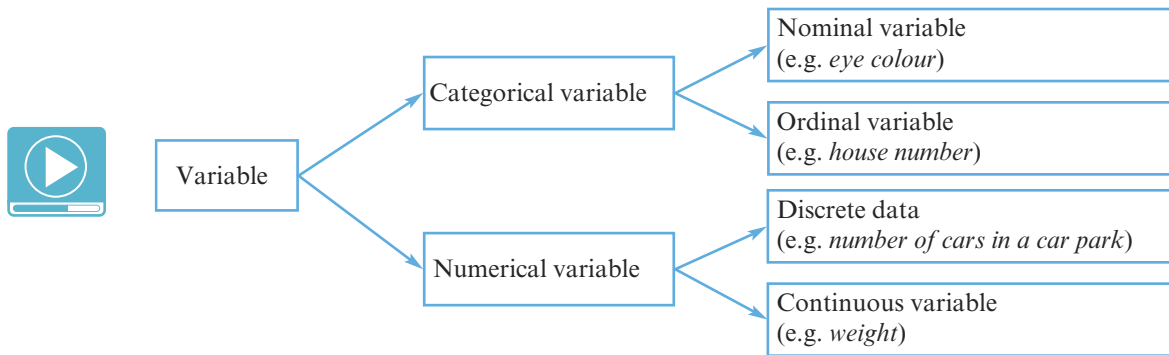 Variable
Categorical variable
Numerical variable
Nominal variable
(e.g. eye colour)
Ordinal variable
(e.g. house number)
Discrete data
(e.g. number of cars in a car park)
Continuous variable
(e.g. weight)